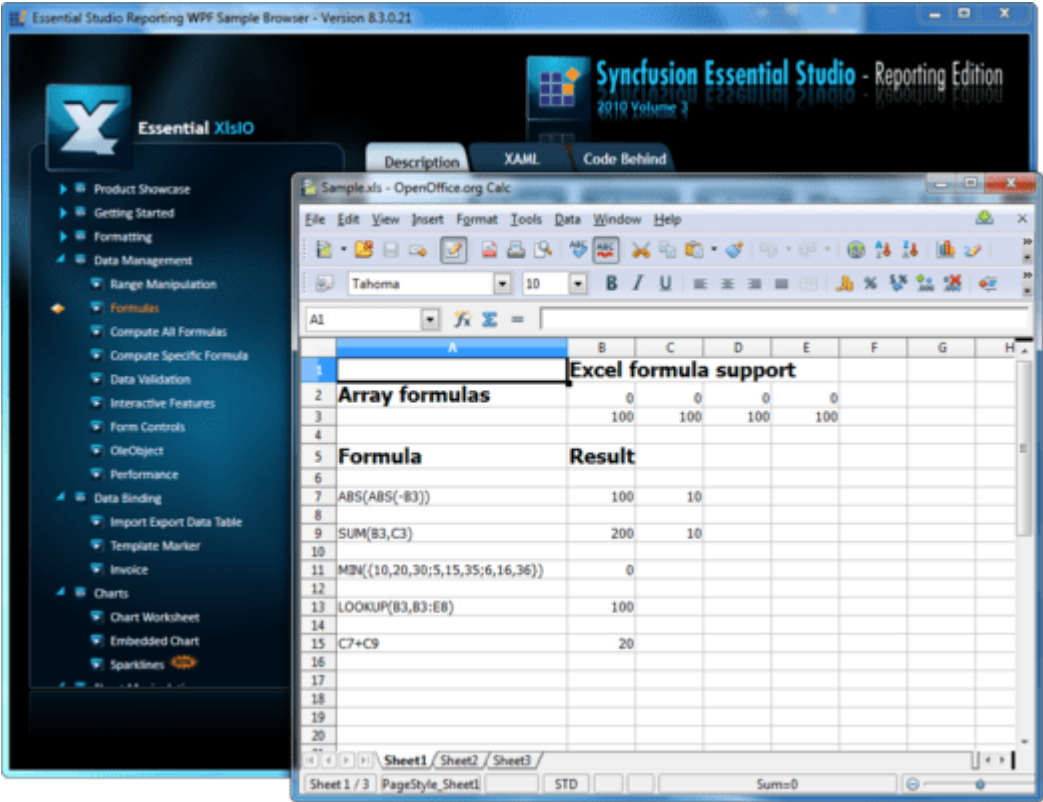 Essential Studio Reporting WPF Sample Browser - Version 8.3.0.21
Syncfusion Essential Studio - Reporting Edition
2010 Volume 3
Essential XlsIO
Description XAML Code Behind
Product Showcase
Getting Started
Formatting
Data Management
Range Manipulation
Formulas
Compute All Formulas
Compute Specific Formula
Data Validation
Interactive Features
Form Controls
OleObject
Performance
Data Binding
Import Export Data Table
Template Marker
Invoice
Charts
Chart Worksheet
Embedded Chart
Sparklines
Sample.xls - OpenOffice.org Calc
File Edit View Insert Format Tools Data Window Help
Tahoma 10 B I U
A1
A B C D E F G H
1 Excel formula support
2 Array formulas 0 0 0 0
3 100 100 100 100
4
5 Formula Result
6
7 ABS(ABS(-B3)) 100 10
8
9 SUM(B3,C3) 200 10
10
11 MIN({10,20,30;5,15,35;6,16,36}) 0
12
13 LOOKUP(B3,B3:E8) 100
14
15 C7+C9 20
16
17
18
19
20
Sheet1 Sheet2 Sheet3
Sheet 1 / 3 PageStyle_Sheet1 STD Sum=0